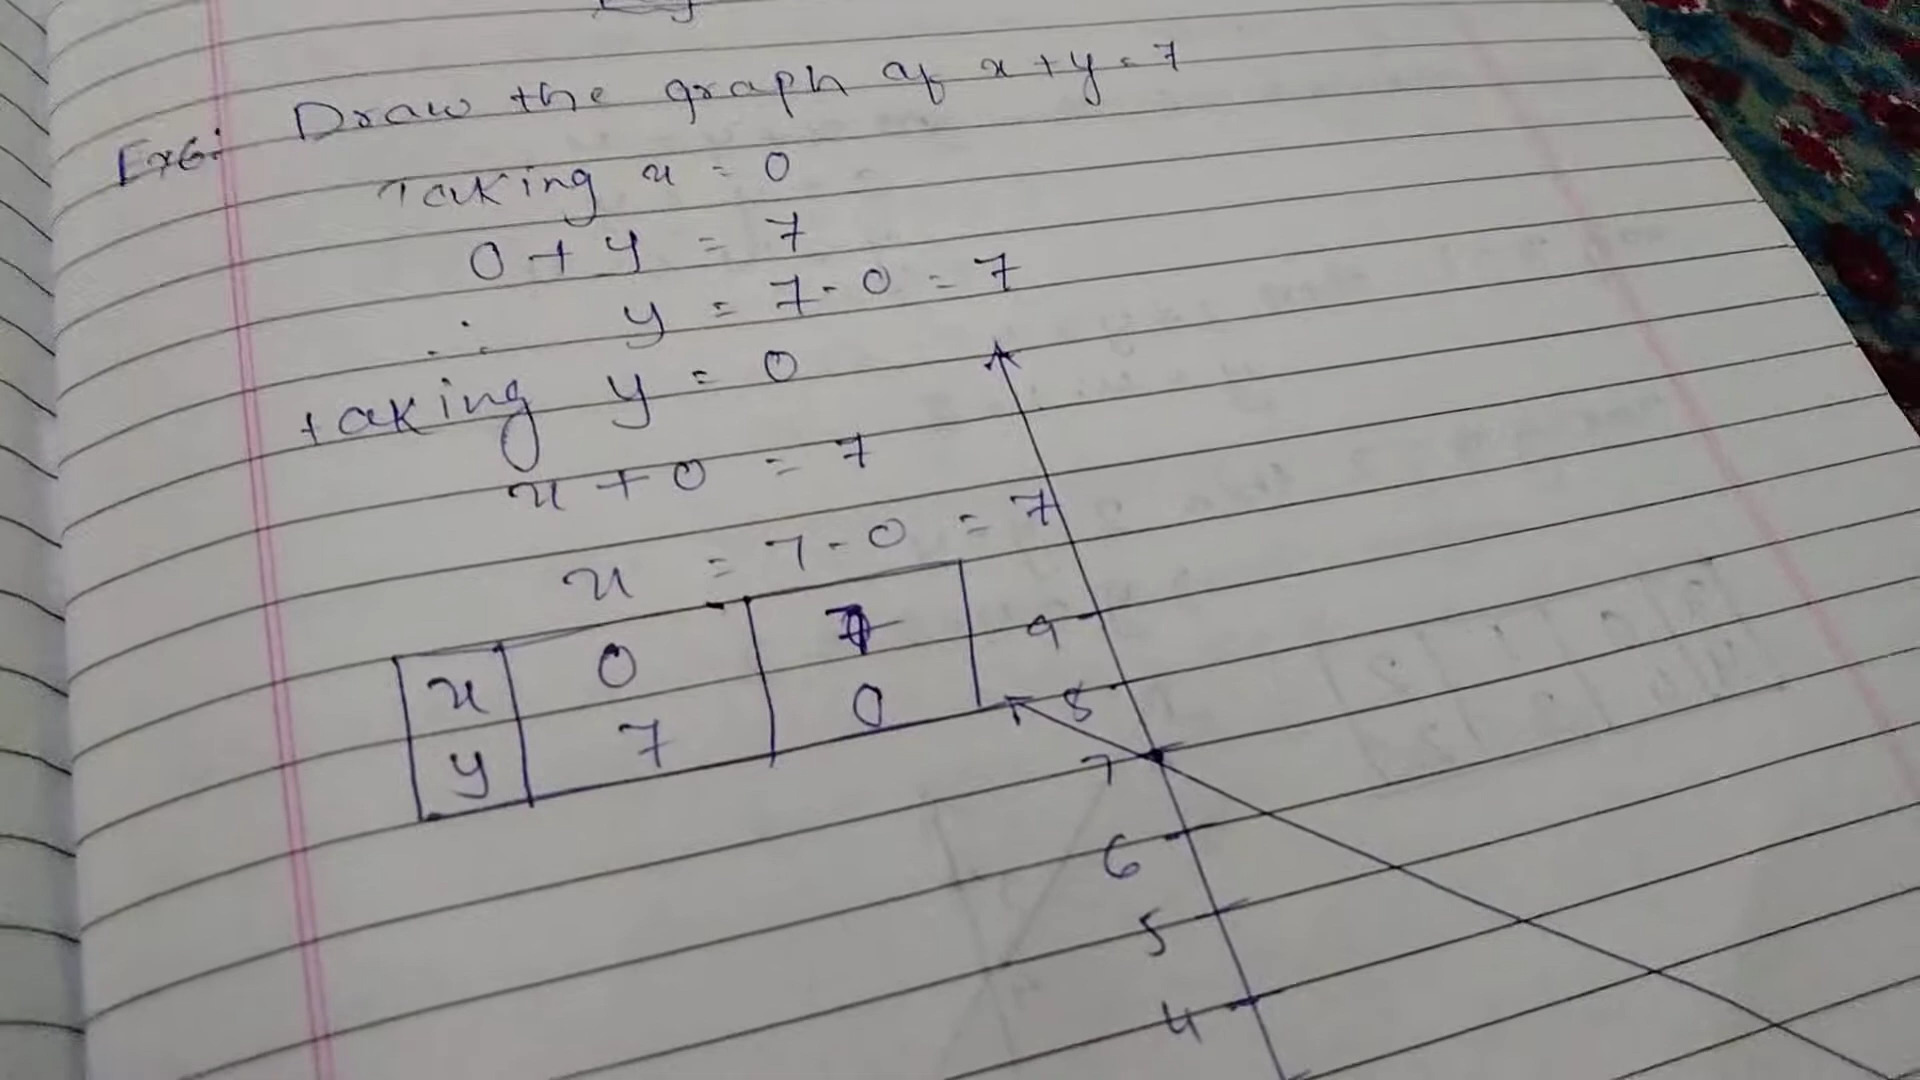 Ex6: Draw the graph of x + y = 7
Taking x = 0
0 + y = 7
∴ y = 7 - 0 = 7
taking y = 0
x + 0 = 7
x = 7 - 0 = 7
x 0 7
y 7 0
9
8
7
6
5
4